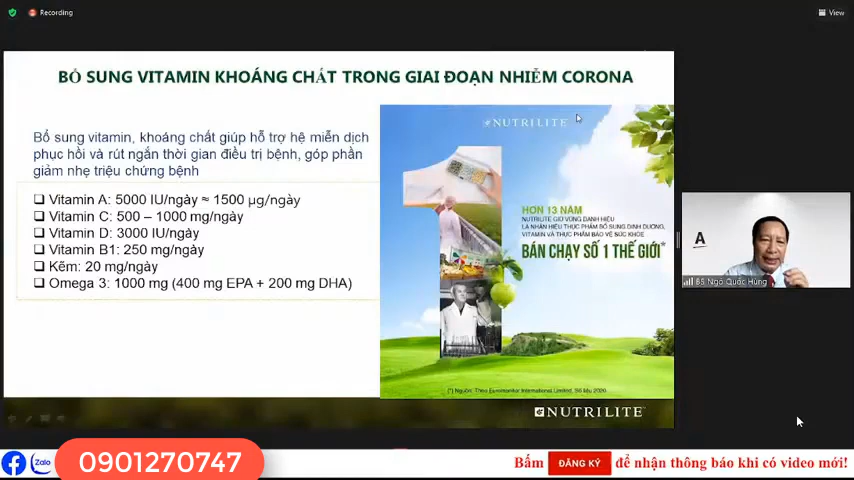 Recording
View
BỔ SUNG VITAMIN KHOÁNG CHẤT TRONG GIAI ĐOẠN NHIỄM CORONA
Bổ sung vitamin, khoáng chất giúp hỗ trợ hệ miễn dịch
phục hồi và rút ngắn thời gian điều trị bệnh, góp phần
giảm nhẹ triệu chứng bệnh
Vitamin A: 5000 IU/ngày ≈ 1500 µg/ngày
Vitamin C: 500 – 1000 mg/ngày
Vitamin D: 3000 IU/ngày
Vitamin B1: 250 mg/ngày
Kẽm: 20 mg/ngày
Omega 3: 1000 mg (400 mg EPA + 200 mg DHA)
NUTRILITE
HƠN 13 NĂM
NUTRILITE GIỮ VỮNG DANH HIỆU
LÀ NHÃN HIỆU THỰC PHẨM BỔ SUNG DINH DƯỠNG,
VITAMIN VÀ THỰC PHẨM BẢO VỆ SỨC KHỎE
BÁN CHẠY SỐ 1 THẾ GIỚI*
(*) Nguồn: Theo Euromonitor International Limited,
NUTRILITE
A
BS Ngô Quốc Hùng
Zalo
0901270747
Bấm ĐĂNG KÝ để nhận thông báo khi có video mới!